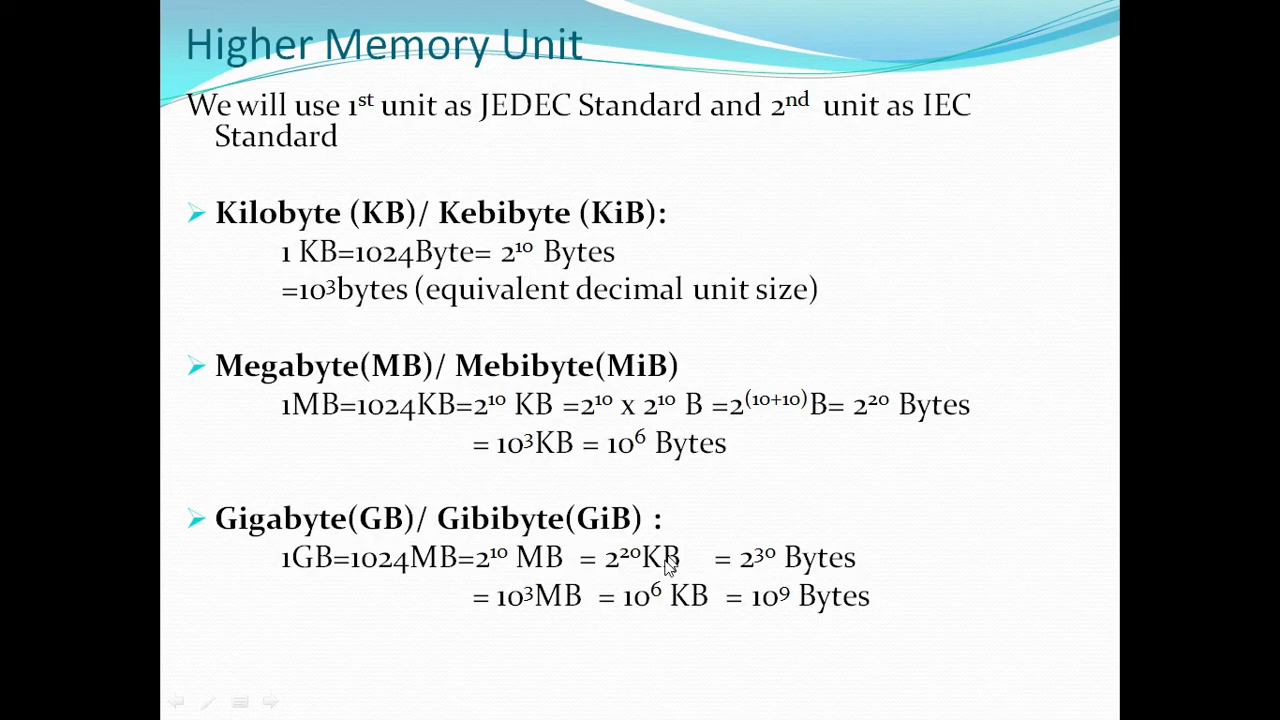 Higher Memory Unit
We will use 1st unit as JEDEC Standard and 2nd unit as IEC
Standard
Kilobyte (KB)/ Kebibyte (KiB):
1 KB=1024Byte= 2¹⁰ Bytes
=10³bytes (equivalent decimal unit size)
Megabyte(MB)/ Mebibyte(MiB)
1MB=1024KB=2¹⁰ KB =2¹⁰ x 2¹⁰ B =2⁽¹⁰⁺¹⁰⁾B= 2²⁰ Bytes
= 10³KB = 10⁶ Bytes
Gigabyte(GB)/ Gibibyte(GiB) :
1GB=1024MB=2¹⁰ MB = 2²⁰KB = 2³⁰ Bytes
= 10³MB = 10⁶ KB = 10⁹ Bytes